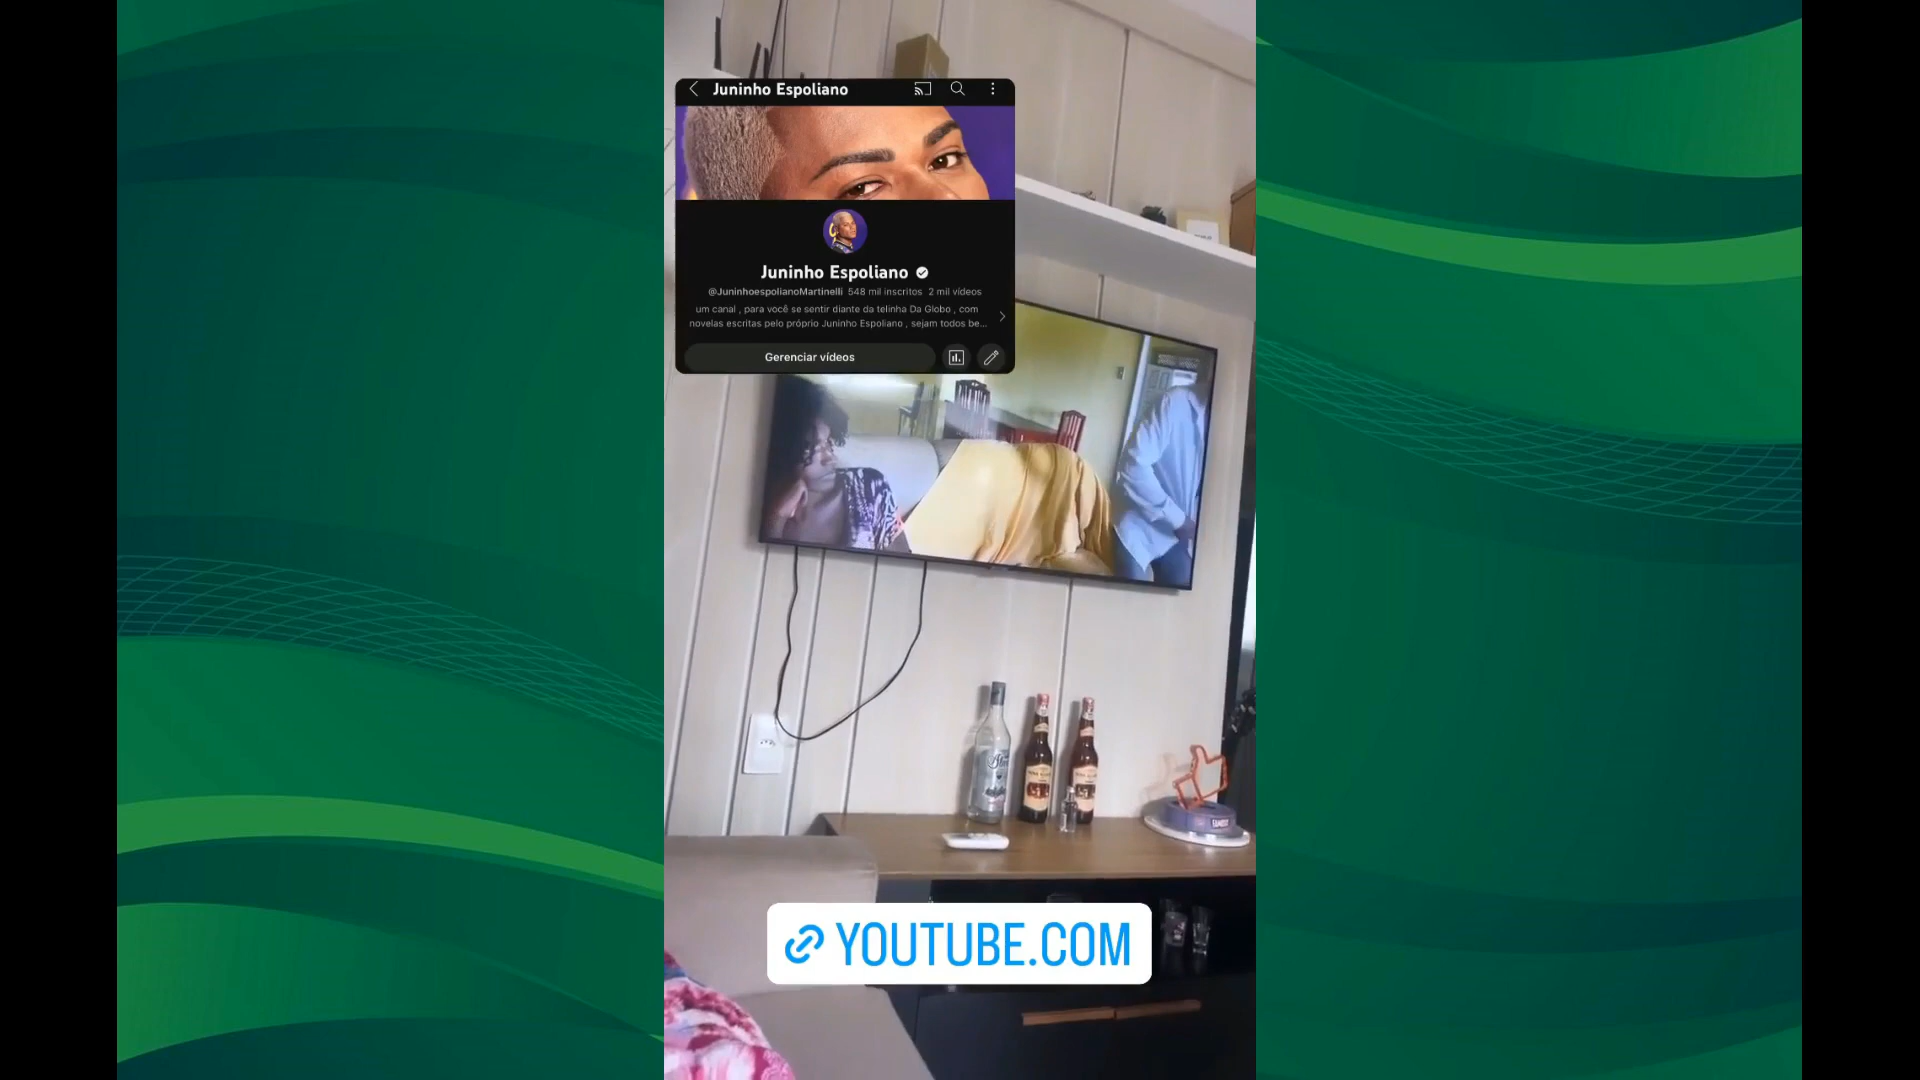 Juninho Espoliano
Juninho Espoliano
@JuninhoespolianoMartinelli 548 mil inscritos 2 mil vídeos
um canal , para você se sentir diante da telinha Da Globo , com
novelas escritas pelo próprio Juninho Espoliano , sejam todos be...
Gerenciar vídeos
51
YOUTUBE.COM